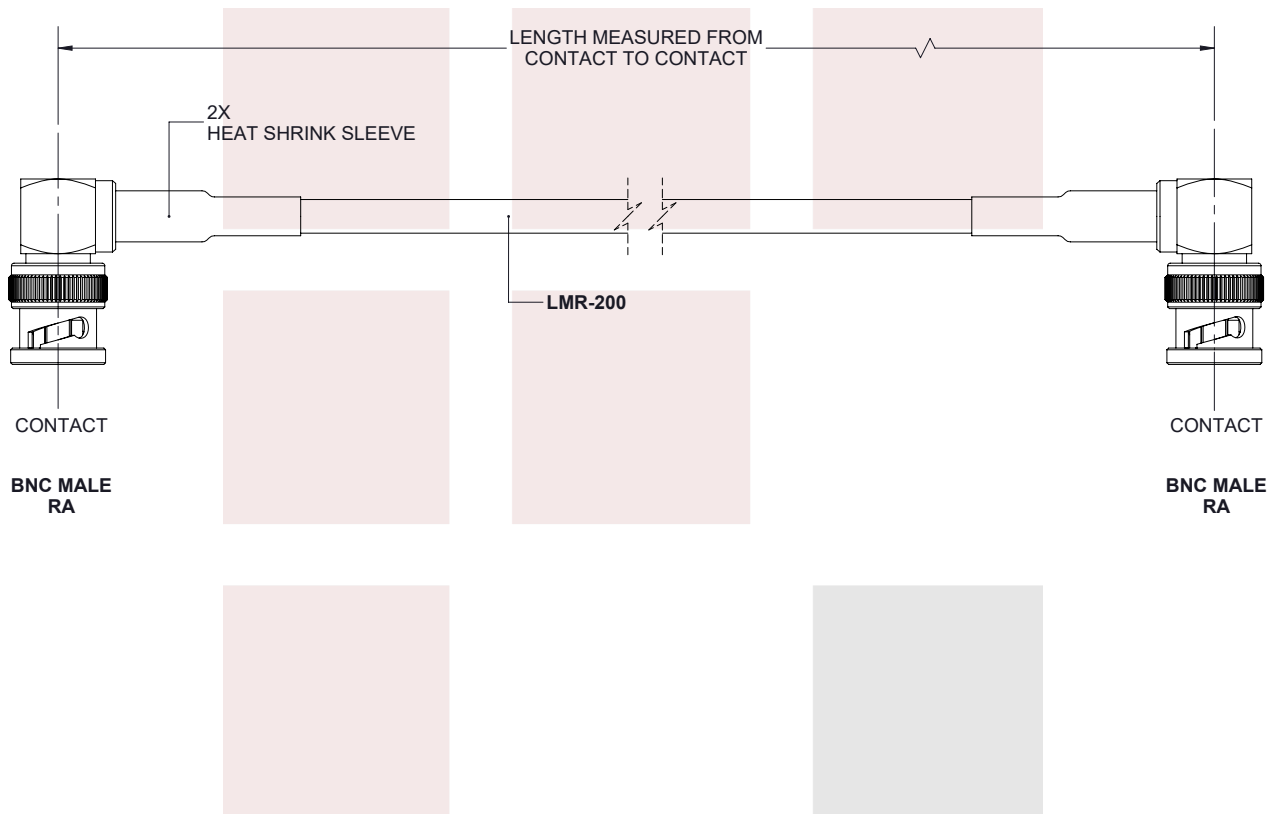 LENGTH MEASURED FROM
CONTACT TO CONTACT
2X
HEAT SHRINK SLEEVE
LMR-200
CONTACT
BNC MALE
RA
CONTACT
BNC MALE
RA